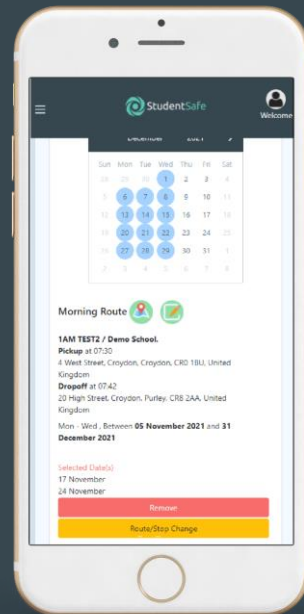 StudentSafe
Welcome
December 2021
Sun Mon Tue Wed Thu Fri Sat
28 29 30 1 2 3 4
5 6 7 8 9 10 11
12 13 14 15 16 17 18
19 20 21 22 23 24 25
26 27 28 29 30 31 1
2 3 4 5 6 7 8
Morning Route
1AM TEST2 / Demo School.
Pickup at 07:30
4 West Street, Croydon, Croydon, CR0 1BU, United
Kingdom
Dropoff at 07:42
20 High Street, Croydon, Purley, CR8 2AA, United
Kingdom
Mon - Wed , Between 05 November 2021 and 31
December 2021
Selected Date(s)
17 November
24 November
Remove
Route/Stop Change